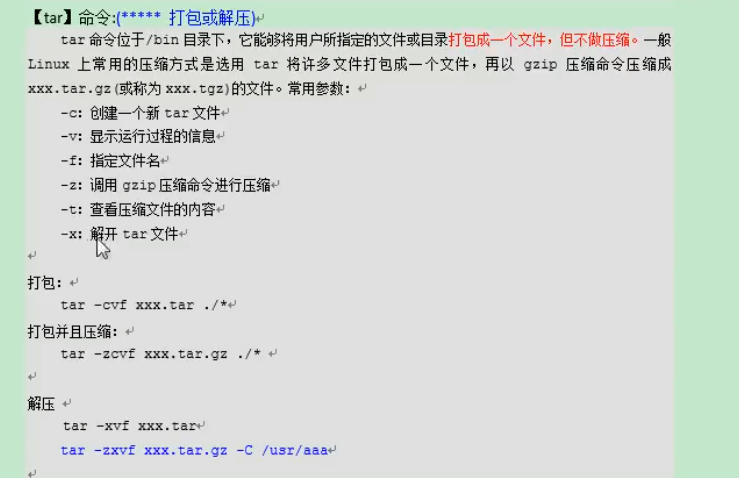 【tar】命令:(***** 打包或解压)
tar 命令位于/bin 目录下，它能够将用户所指定的文件或目录打包成一个文件，但不做压缩。一般
Linux 上常用的压缩方式是选用 tar 将许多文件打包成一个文件，再以 gzip 压缩命令压缩成
xxx.tar.gz(或称为 xxx.tgz)的文件。常用参数：
-c：创建一个新 tar 文件
-v：显示运行过程的信息
-f：指定文件名
-z：调用 gzip 压缩命令进行压缩
-t：查看压缩文件的内容
-x：解开 tar 文件
打包：
tar -cvf xxx.tar ./*
打包并且压缩：
tar -zcvf xxx.tar.gz ./*
解压
tar -xvf xxx.tar
tar -zxvf xxx.tar.gz -C /usr/aaa